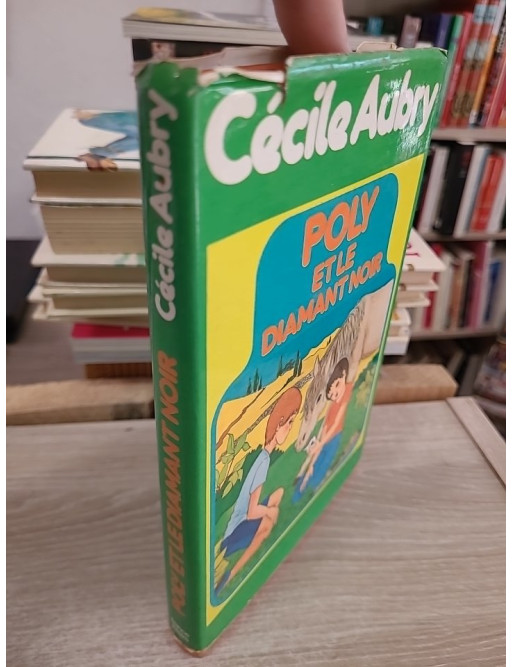 Cécile Aubry
POLY
ET LE
DIAMANT NOIR
Cécile Aubry
POLY ET LE DIAMANT NOIR